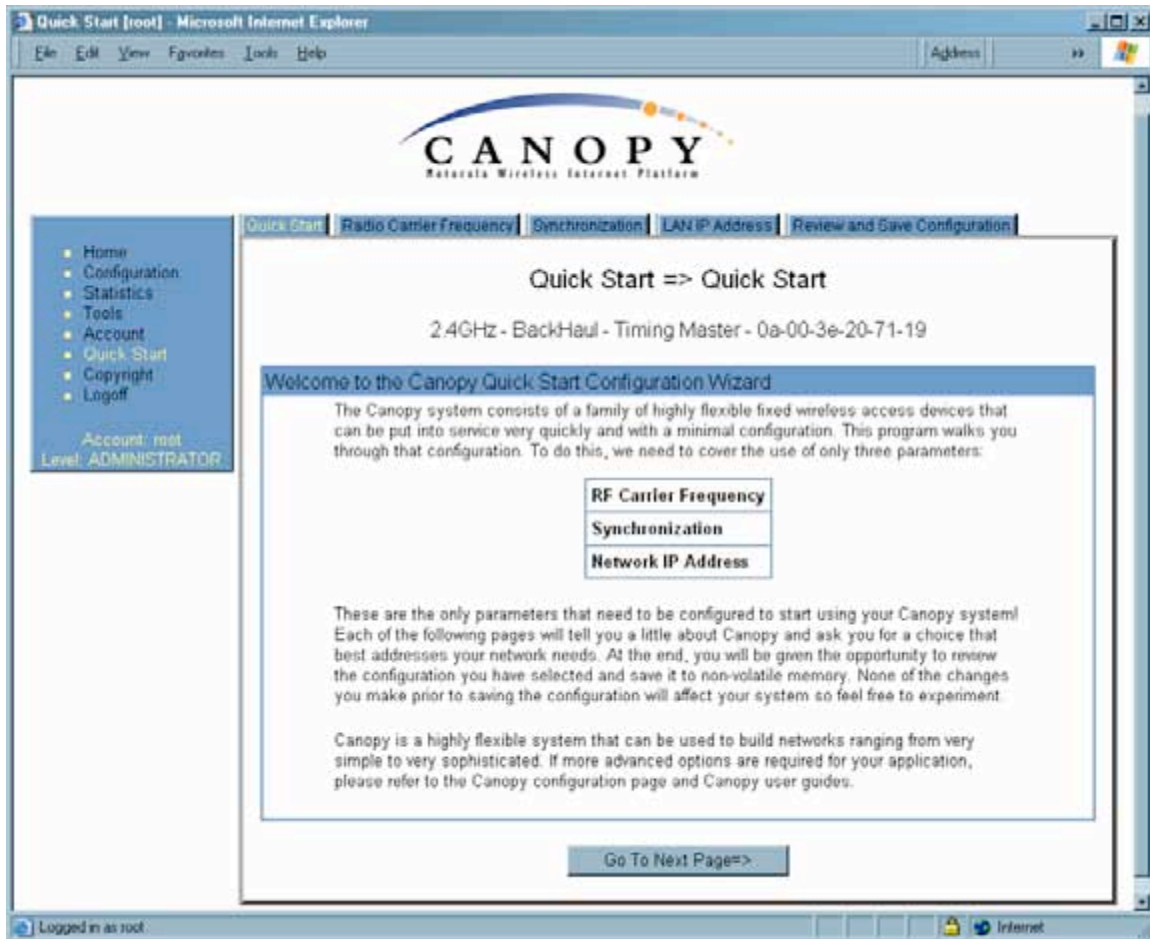 Quick Start [root] - Microsoft Internet Explorer
File Edit View Favorites Tools Help
Address
CANOPY
Motorola Wireless Internet Platform
Quick Start Radio Carrier Frequency Synchronization LAN IP Address Review and Save Configuration
Home
Configuration
Statistics
Tools
Account
Quick Start
Copyright
Logoff
Account: root
Level: ADMINISTRATOR
Quick Start => Quick Start
2.4GHz - BackHaul - Timing Master - 0a-00-3e-20-71-19
Welcome to the Canopy Quick Start Configuration Wizard
The Canopy system consists of a family of highly flexible fixed wireless access devices that
can be put into service very quickly and with a minimal configuration. This program walks you
through that configuration. To do this, we need to cover the use of only three parameters:
RF Carrier Frequency
Synchronization
Network IP Address
These are the only parameters that need to be configured to start using your Canopy system!
Each of the following pages will tell you a little about Canopy and ask you for a choice that
best addresses your network needs. At the end, you will be given the opportunity to review
the configuration you have selected and save it to non-volatile memory. None of the changes
you make prior to saving the configuration will affect your system so feel free to experiment.
Canopy is a highly flexible system that can be used to build networks ranging from very
simple to very sophisticated. If more advanced options are required for your application,
please refer to the Canopy configuration page and Canopy user guides.
Go To Next Page=>
Logged in as root
Internet